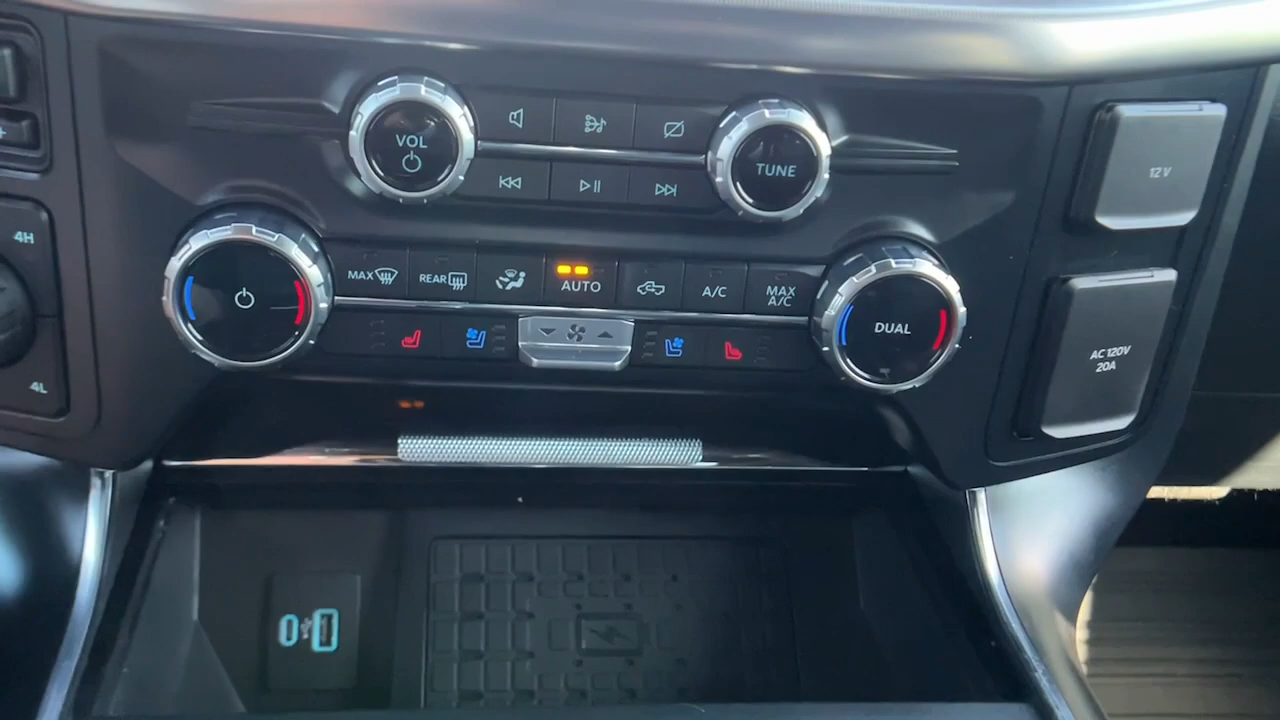 VOL
TUNE
12V
4H
MAX
REAR
AUTO
A/C
MAX
A/C
DUAL
AC 120V
20A
4L